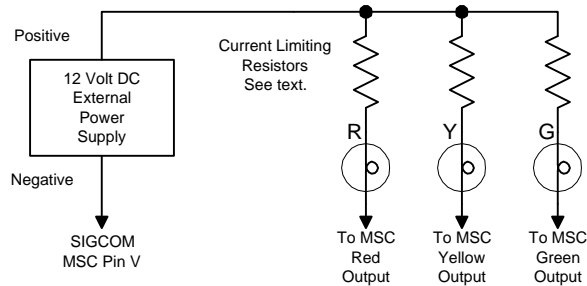 Positive
12 Volt DC
External
Power
Supply
Negative
SIGCOM
MSC Pin V
Current Limiting
Resistors
See text.
R
Y
G
To MSC
Red
Output
To MSC
Yellow
Output
To MSC
Green
Output